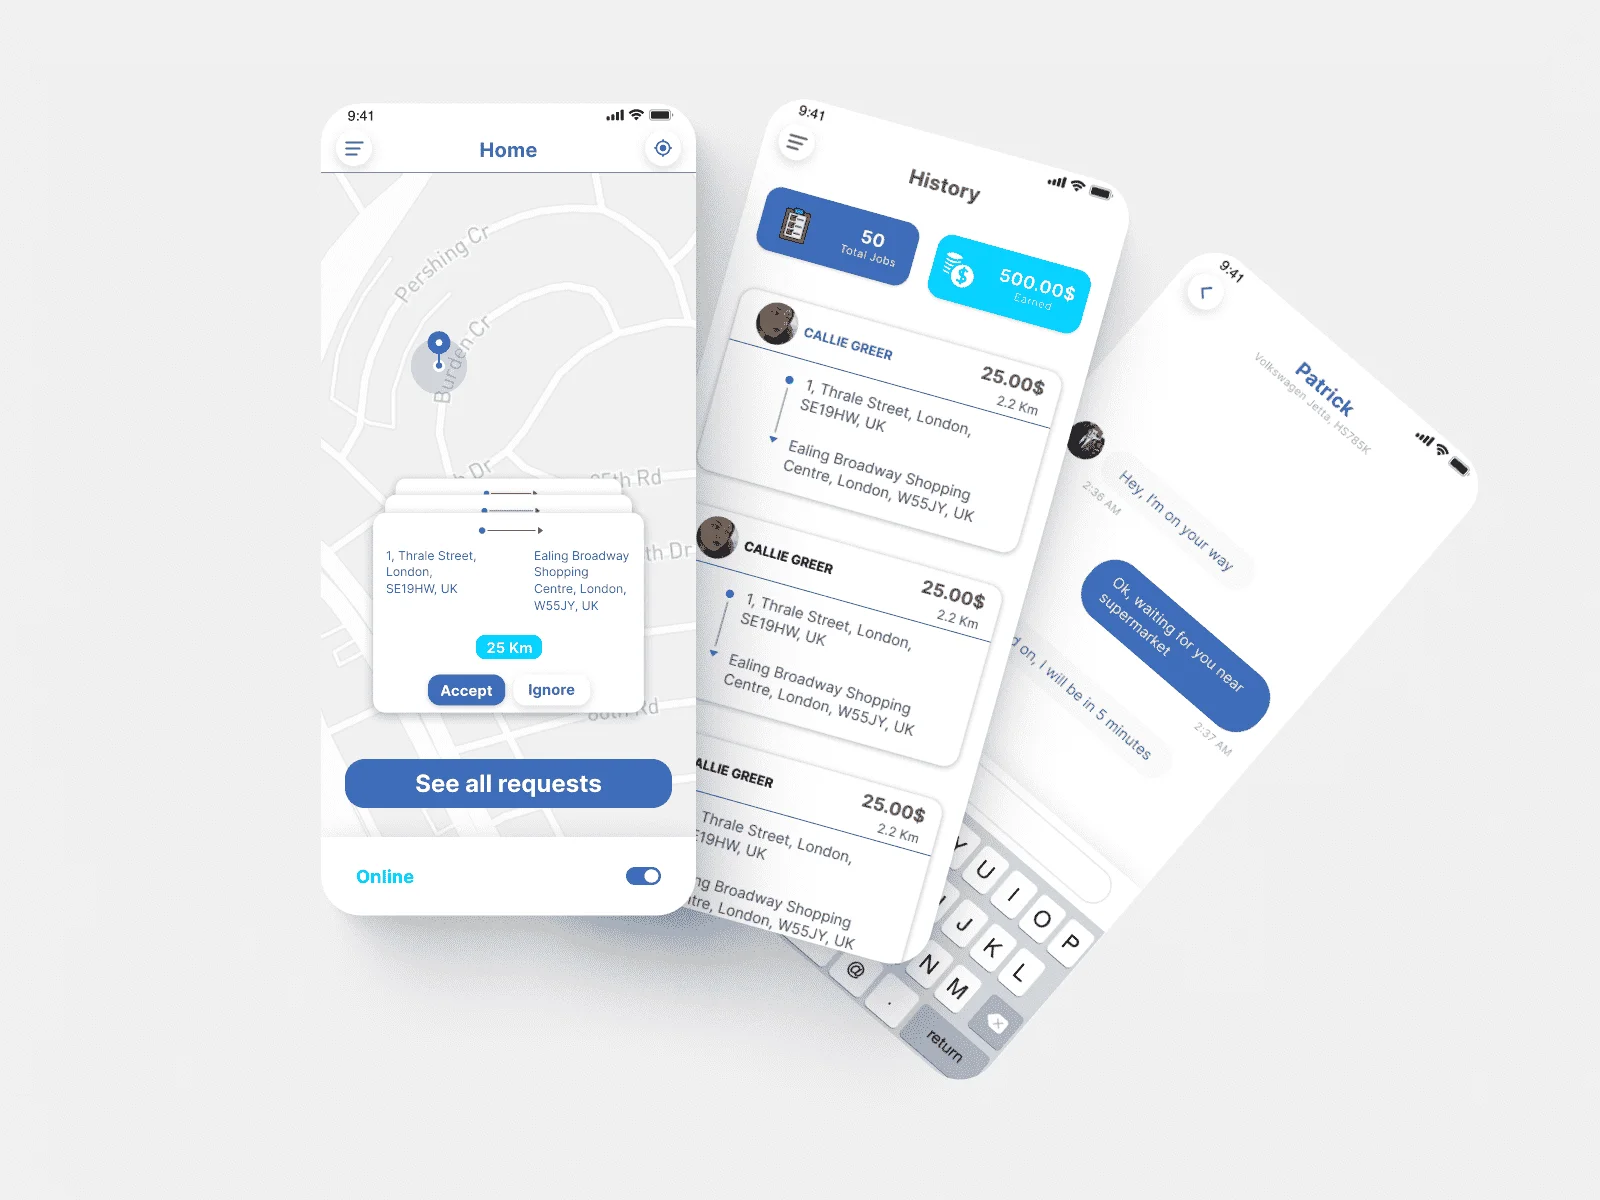 9:41
Home
Pershing Cr
Burden Cr
h Dr
35th Rd
th Dr
1, Thrale Street,
London,
SE19HW, UK
Ealing Broadway
Shopping
Centre, London,
W55JY, UK
25 Km
Accept
Ignore
86th Rd
See all requests
Online
9:41
History
50
Total Jobs
500.00$
Earned
CALLIE GREER
25.00$
2.2 Km
1, Thrale Street, London,
SE19HW, UK
Ealing Broadway Shopping
Centre, London, W55JY, UK
CALLIE GREER
25.00$
2.2 Km
1, Thrale Street, London,
SE19HW, UK
Ealing Broadway Shopping
Centre, London, W55JY, UK
ALLIE GREER
25.00$
2.2 Km
Thrale Street, London,
E19HW, UK
ng Broadway Shopping
tre, London, W55JY, UK
9:41
Patrick
Volkswagen Jetta, HS785K
Hey, I'm on your way
2:36 AM
Ok, waiting for you near
supermarket
2:37 AM
d on, I will be in 5 minutes
Y U I O P
J K L
N M
@ . return